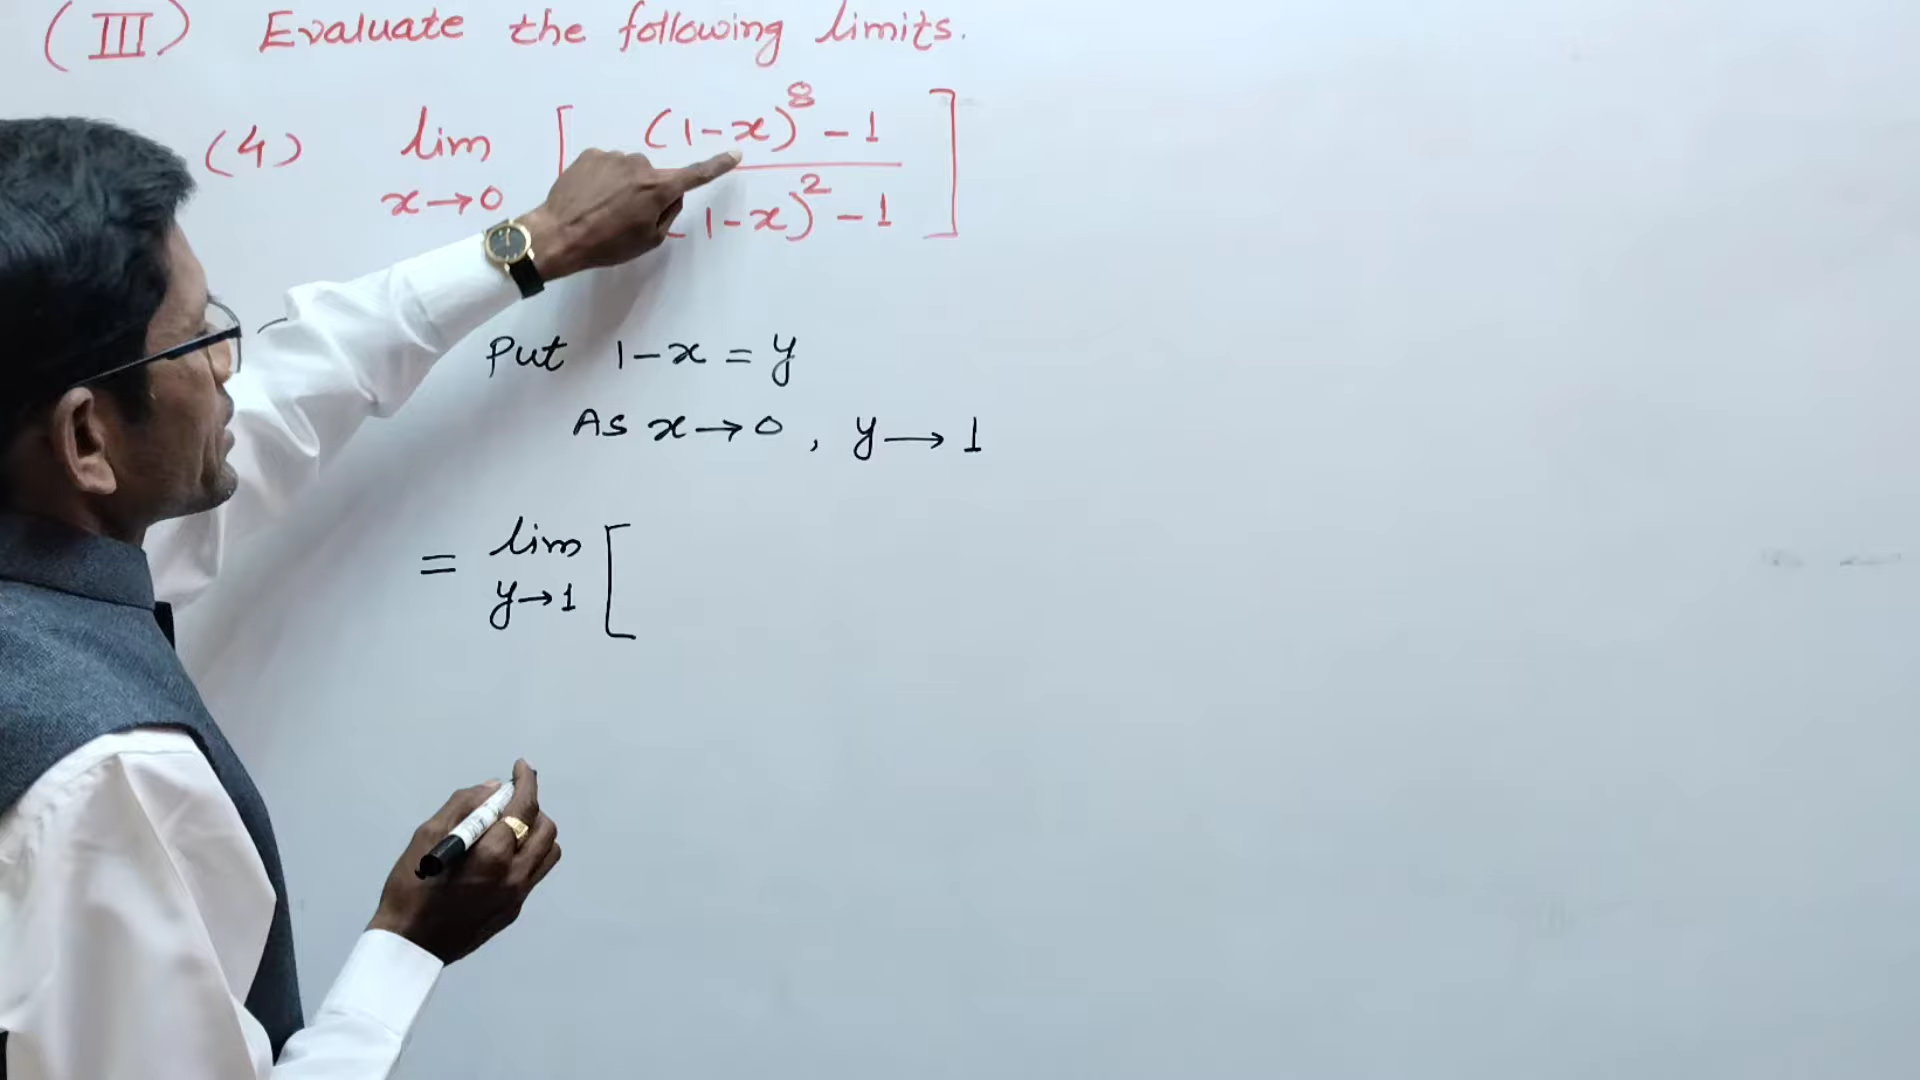 (III) Evaluate the following limits.
(4) lim x→0 [ (1-x)^8 - 1 / (1-x)^2 - 1 ]
Put 1-x = y
As x→0, y→1
= lim y→1 [